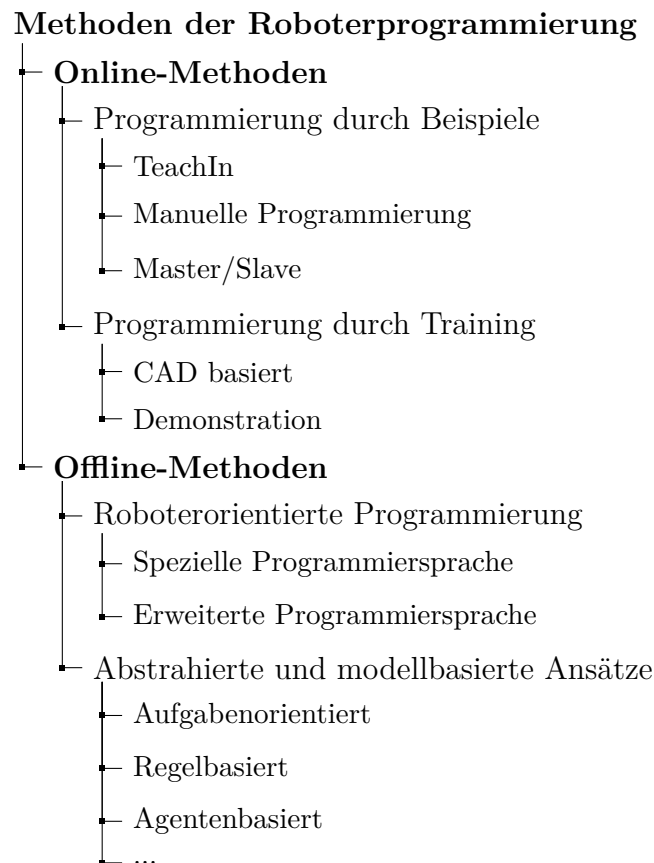 Methoden der Roboterprogrammierung
Online-Methoden
Programmierung durch Beispiele
TeachIn
Manuelle Programmierung
Master/Slave
Programmierung durch Training
CAD basiert
Demonstration
Offline-Methoden
Roboterorientierte Programmierung
Spezielle Programmiersprache
Erweiterte Programmiersprache
Abstrahierte und modellbasierte Ansätze
Aufgabenorientiert
Regelbasiert
Agentenbasiert
...